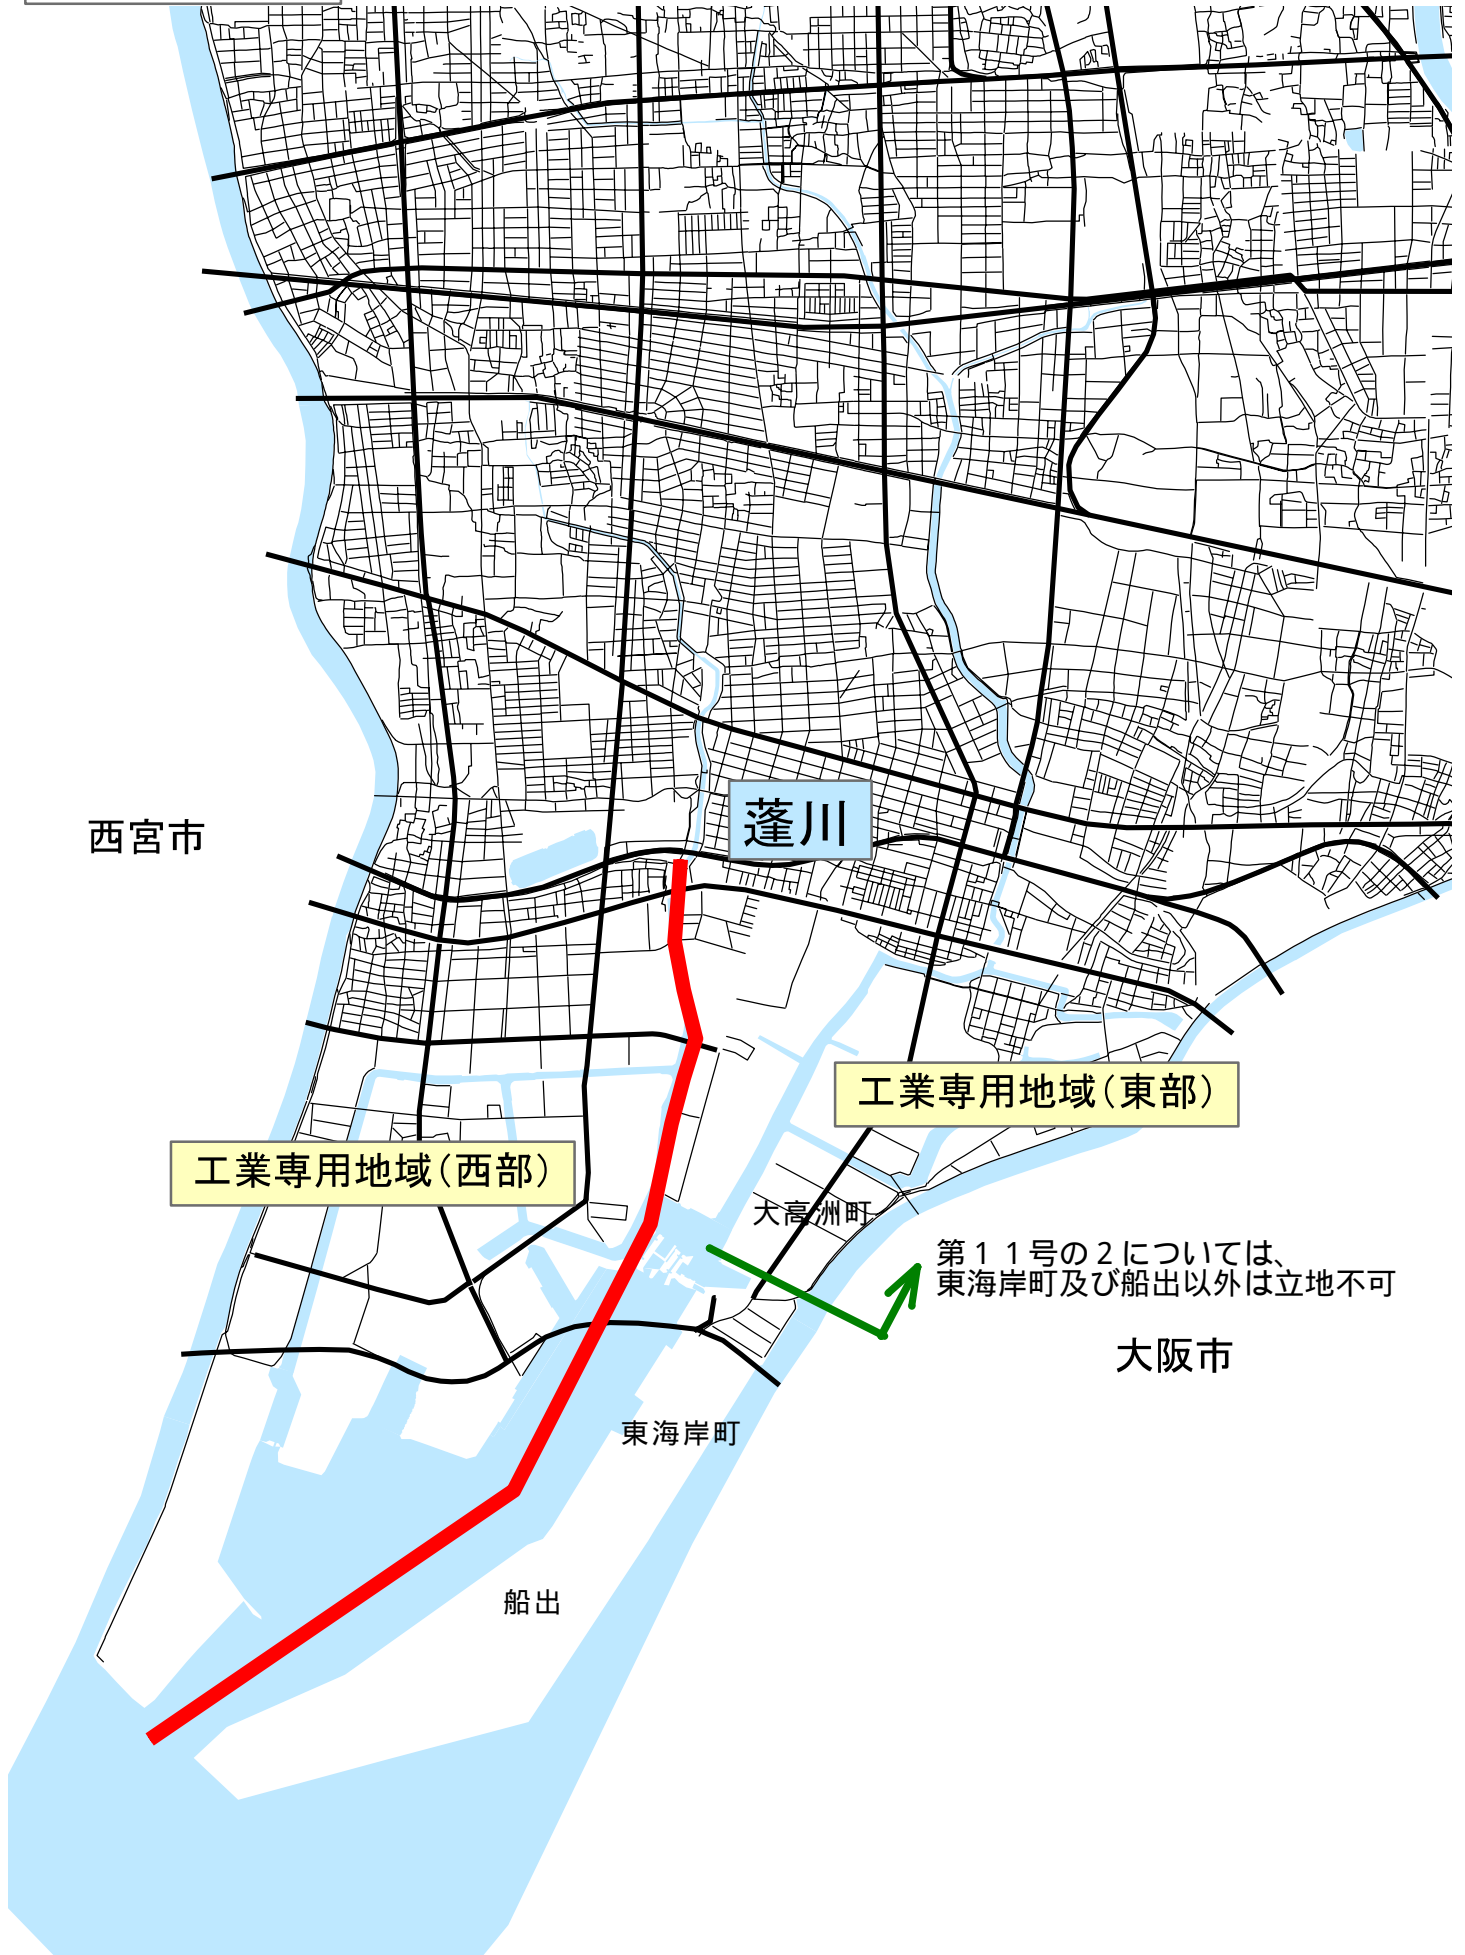 蓬川
西宮市
工業専用地域（東部）
工業専用地域（西部）
大高洲町
第１１号の２については、
東海岸町及び船出以外は立地不可
大阪市
東海岸町
船出